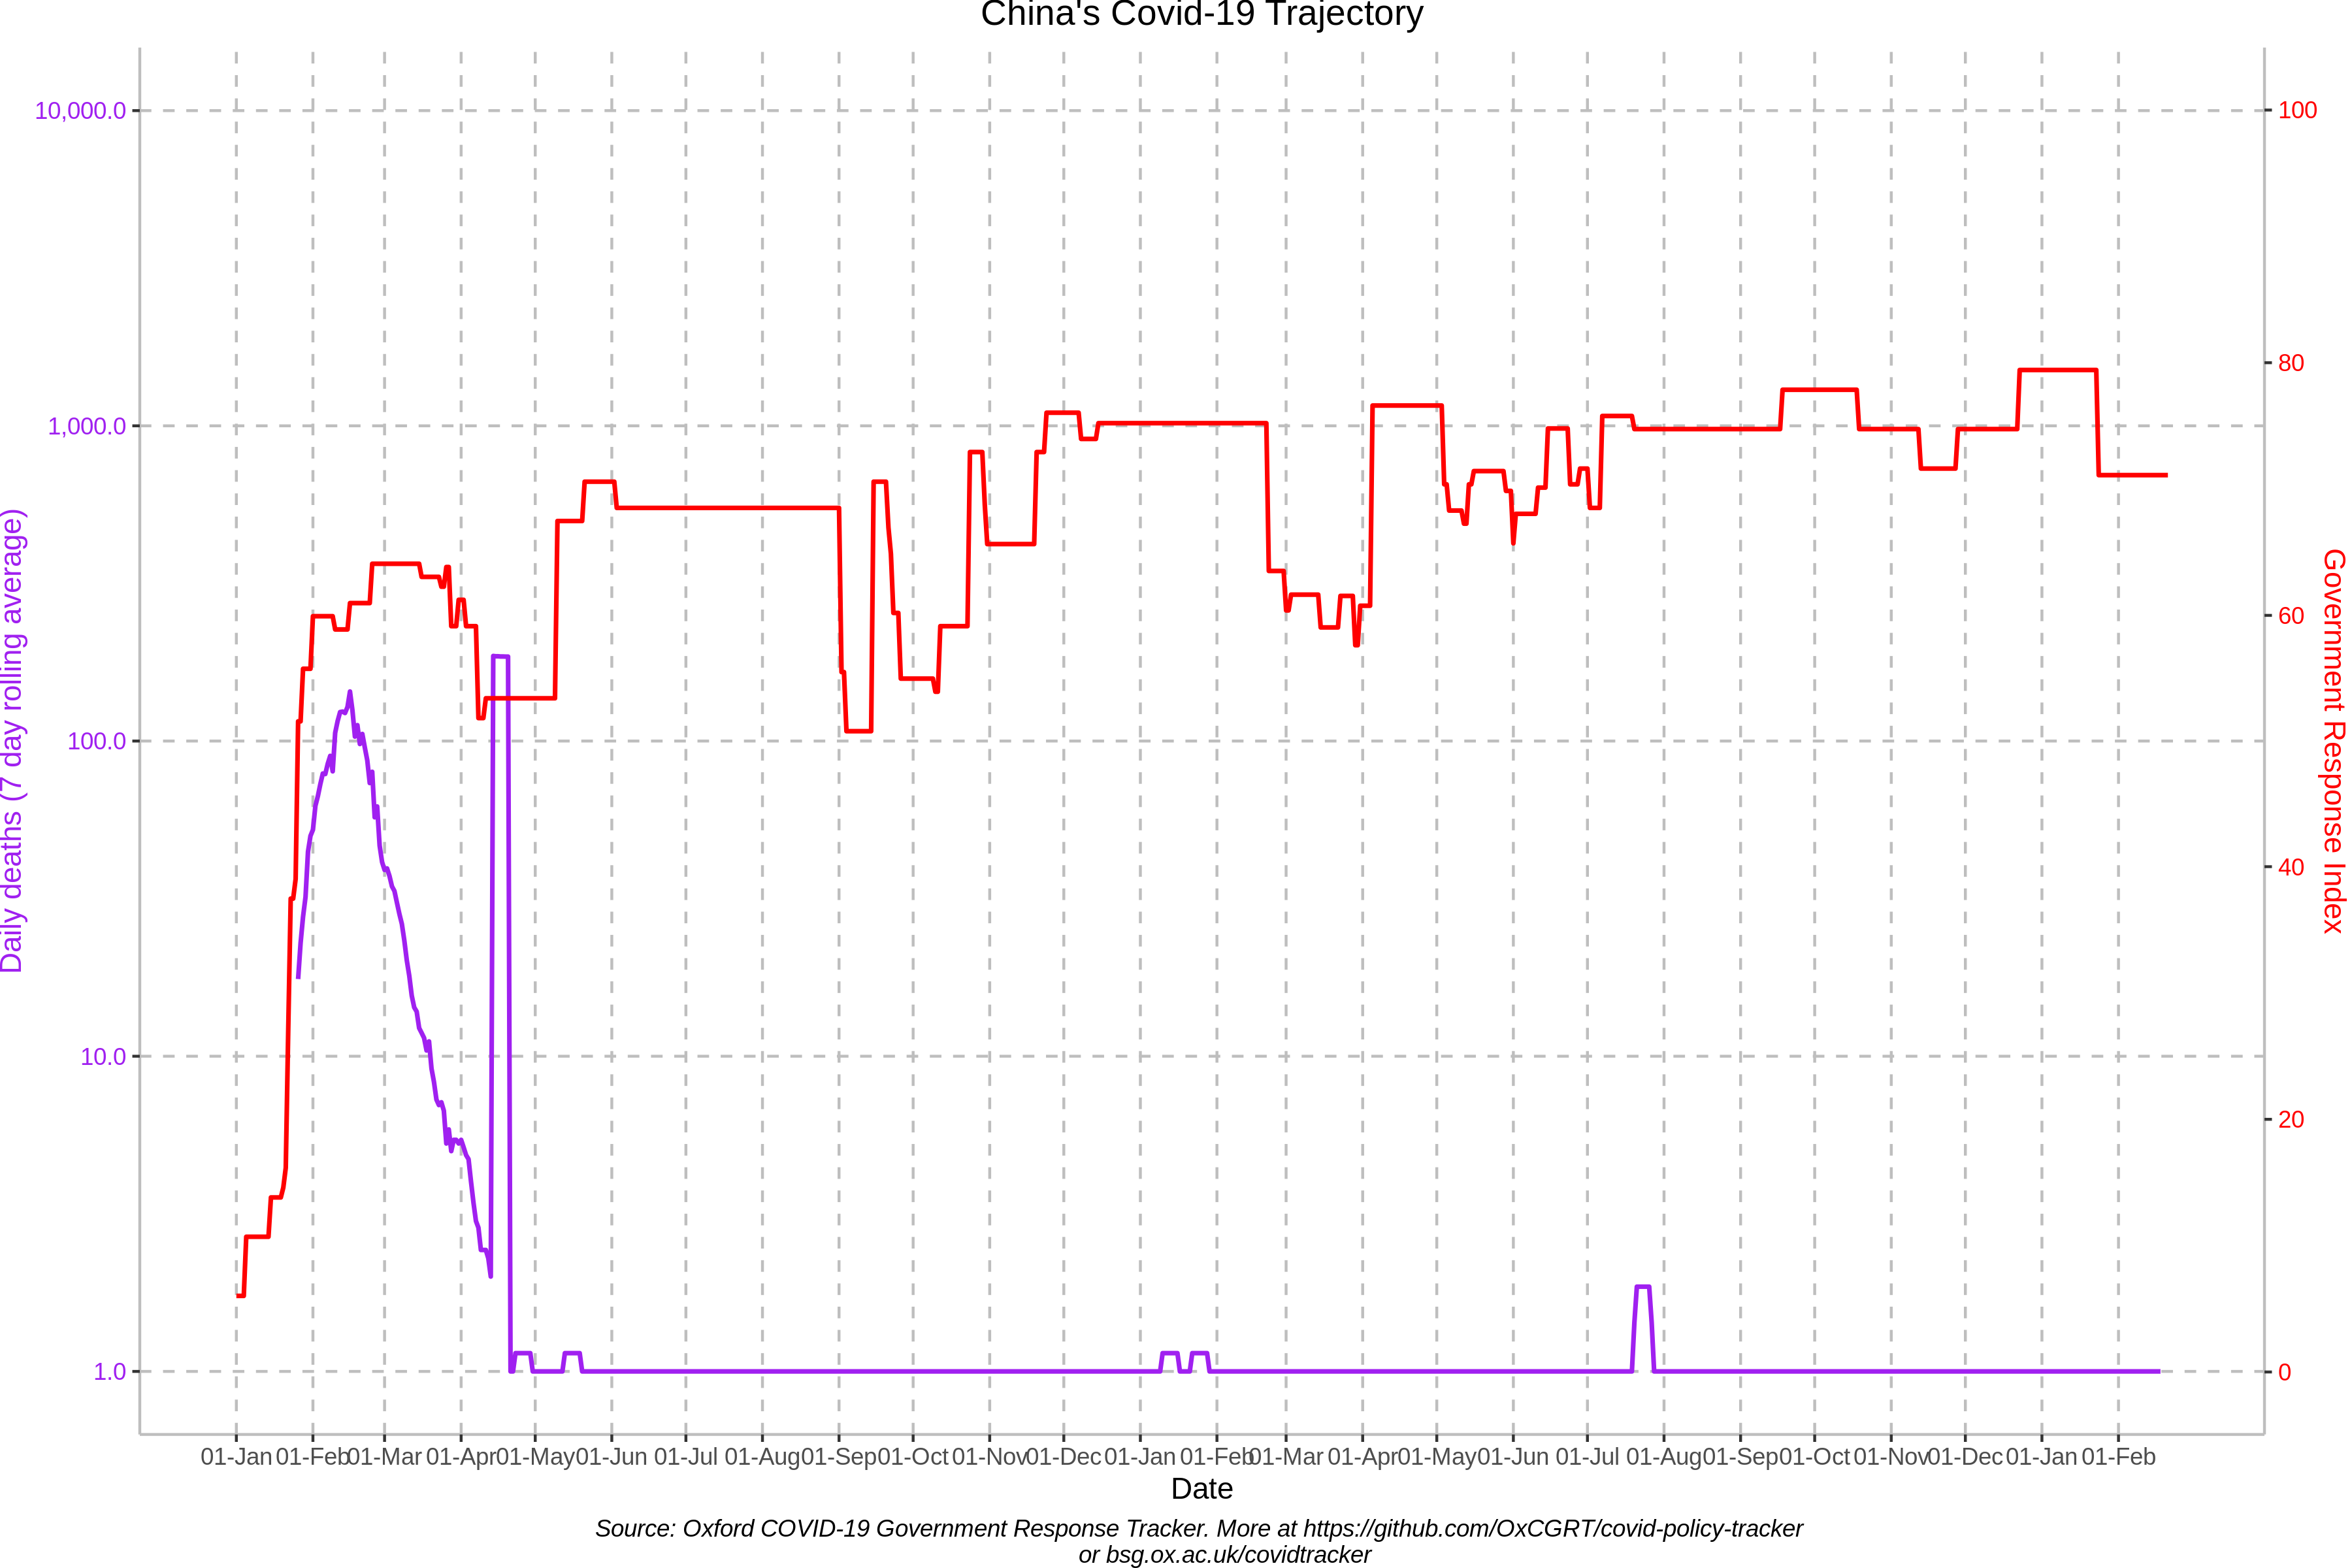 China's Covid-19 Trajectory
10,000.0
1,000.0
100.0
10.0
1.0
Daily deaths (7 day rolling average)
100
80
60
40
20
0
Government Response Index
01-Jan 01-Feb 01-Mar 01-Apr 01-May 01-Jun 01-Jul 01-Aug 01-Sep 01-Oct 01-Nov 01-Dec 01-Jan 01-Feb 01-Mar 01-Apr 01-May 01-Jun 01-Jul 01-Aug 01-Sep 01-Oct 01-Nov 01-Dec 01-Jan 01-Feb
Date
Source: Oxford COVID-19 Government Response Tracker. More at https://github.com/OxCGRT/covid-policy-tracker
or bsg.ox.ac.uk/covidtracker